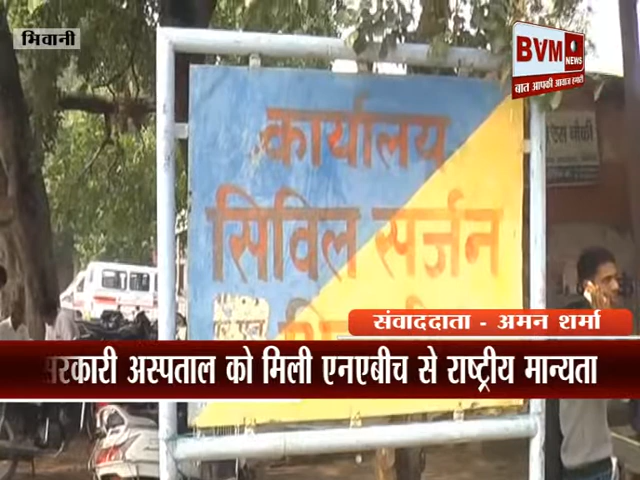 भिवानी
BVM
NEWS
बात आपकी आवाज हमारी
कार्यालय
सिविल सर्जन
संवाददाता - अमन शर्मा
सरकारी अस्पताल को मिली एनएबीच से राष्ट्रीय मान्यता